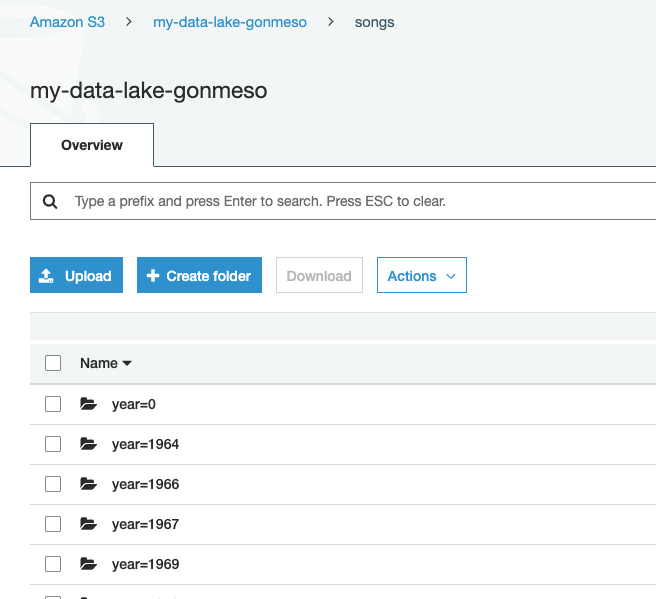 Amazon S3 > my-data-lake-gonmeso > songs
my-data-lake-gonmeso
Overview
Type a prefix and press Enter to search. Press ESC to clear.
Upload Create folder Download Actions
Name
year=0
year=1964
year=1966
year=1967
year=1969